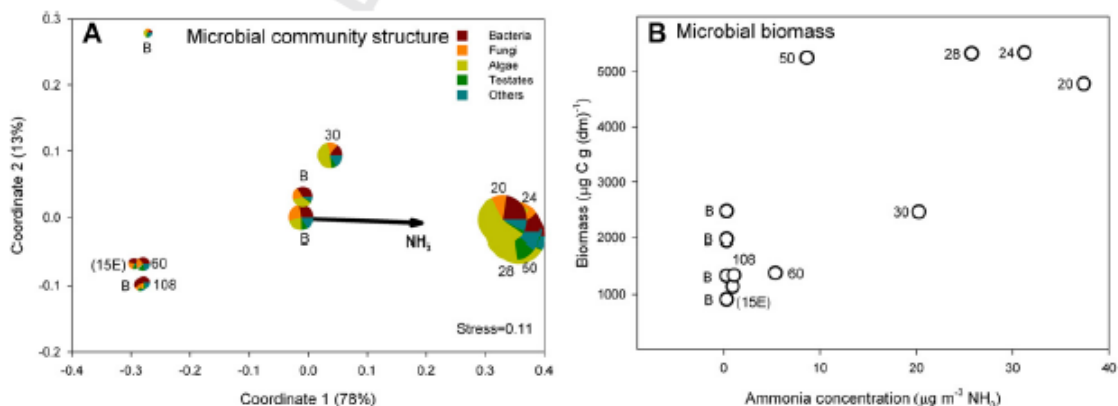 A
Microbial community structure
Bacteria
Fungi
Algae
Testates
Others
0.3
0.2
0.1
0.0
-0.1
-0.2
Coordinate 2 (13%)
B
30
B
B
20
24
NH3
28
50
(15E)
60
B
108
Stress=0.11
-0.4
-0.3
-0.2
-0.1
0.0
0.1
0.2
0.3
0.4
Coordinate 1 (78%)
B
Microbial biomass
5000
4000
3000
2000
1000
Biomass (µg C g (dm)⁻¹)
50
28
24
20
B
30
B
108
B
60
B
(15E)
0
10
20
30
40
Ammonia concentration (µg m⁻³ NH₃)